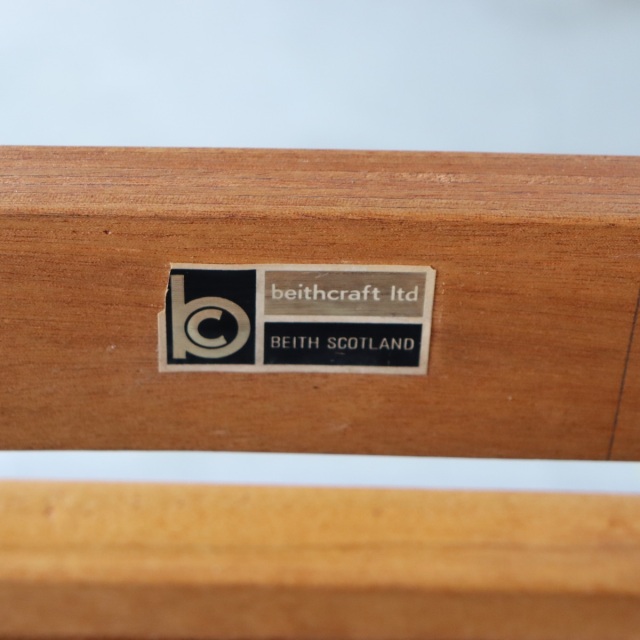 bc
beithcraft ltd
BEITH SCOTLAND